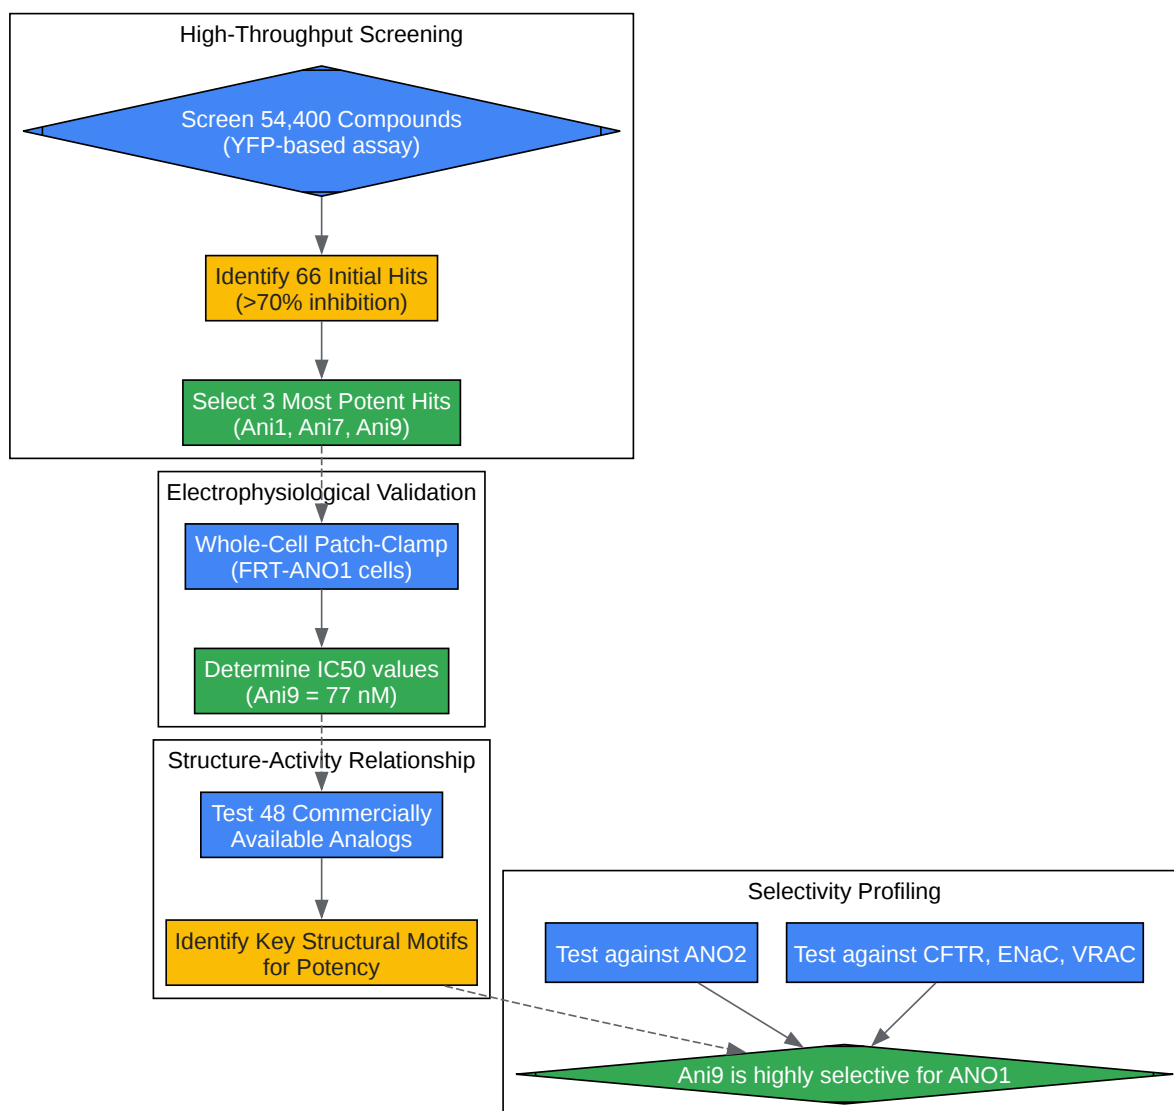 High-Throughput Screening
Screen 54,400 Compounds
(YFP-based assay)
Identify 66 Initial Hits
(>70% inhibition)
Select 3 Most Potent Hits
(Ani1, Ani7, Ani9)
Electrophysiological Validation
Whole-Cell Patch-Clamp
(FRT-ANO1 cells)
Determine IC50 values
(Ani9 = 77 nM)
Structure-Activity Relationship
Test 48 Commercially
Available Analogs
Identify Key Structural Motifs
for Potency
Selectivity Profiling
Test against ANO2
Test against CFTR, ENaC, VRAC
Ani9 is highly selective for ANO1